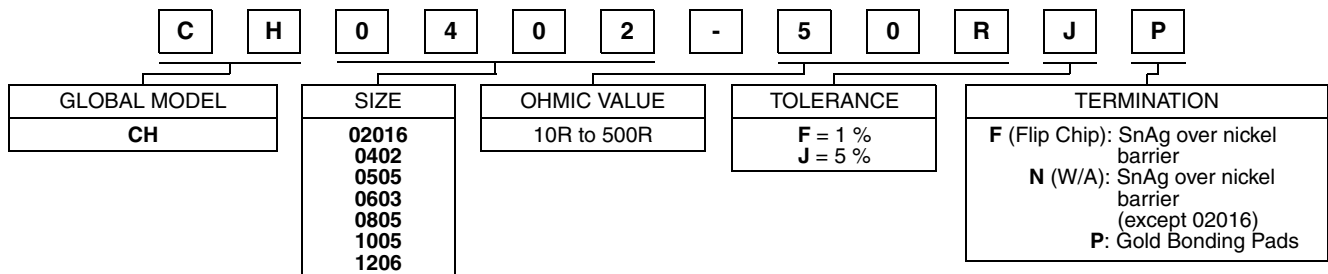 C H 0 4 0 2 - 5 0 R J P
GLOBAL MODEL
CH
SIZE
02016
0402
0505
0603
0805
1005
1206
OHMIC VALUE
10R to 500R
TOLERANCE
F = 1 %
J = 5 %
TERMINATION
F (Flip Chip): SnAg over nickel
barrier
N (W/A): SnAg over nickel
barrier
(except 02016)
P: Gold Bonding Pads